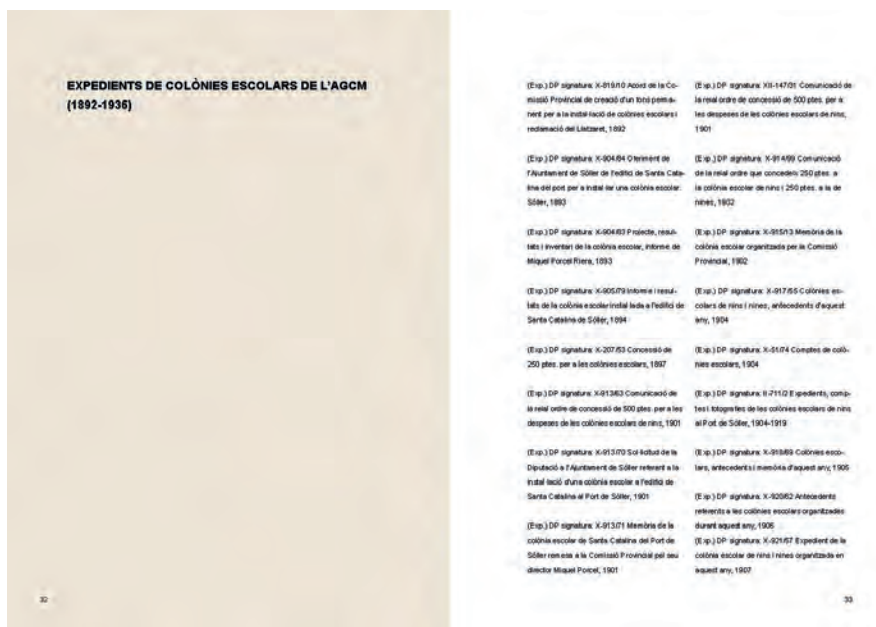 EXPEDIENTS DE COLÒNIES ESCOLARS DE L'AGCM
(1892-1936)
32
(Exp.) DP signatura: X-819/10 Acord de la Co-
missió Provincial de creació d'un fons perma-
nent per a la instal·lació de colònies escolars i
reclamació del Llatzaret, 1892
(Exp.) DP signatura: X-904/84 Oferiment de
l'Ajuntament de Sóller de l'edifici de Santa Cata-
lina del port per a instal·lar una colònia escolar.
Sóller, 1893
(Exp.) DP signatura: X-904/83 Projecte, resul-
tats i inventari de la colònia escolar, informe de
Miquel Porcel Riera, 1893
(Exp.) DP signatura: X-905/79 Informe i resul-
tats de la colònia escolar instal·lada a l'edifici de
Santa Catalina de Sóller, 1894
(Exp.) DP signatura: X-207/53 Concessió de
250 ptes. per a les colònies escolars, 1897
(Exp.) DP signatura: X-913/63 Comunicació de
la reial ordre de concessió de 500 ptes. per a les
despeses de les colònies escolars de nins, 1901
(Exp.) DP signatura: X-913/70 Sol·licitud de la
Diputació a l'Ajuntament de Sóller referent a la
instal·lació d'una colònia escolar a l'edifici de
Santa Catalina al Port de Sóller, 1901
(Exp.) DP signatura: X-913/71 Memòria de la
colònia escolar de Santa Catalina del Port de
Sóller remesa a la Comissió Provincial pel seu
director Miquel Porcel, 1901
(Exp.) DP signatura: XII-147/01 Comunicació de
la reial ordre de concessió de 500 ptes. per a
les despeses de les colònies escolars de nins,
1901
(Exp.) DP signatura: X-914/99 Comunicació
de la reial ordre que concedeix 250 ptes. a
la colònia escolar de nins i 250 ptes. a la de
nines, 1902
(Exp.) DP signatura: X-915/13 Memòria de la
colònia escolar organitzada per la Comissió
Provincial, 1902
(Exp.) DP signatura: X-917/55 Colònies es-
colars de nins i nines, antecedents d'aquest
any, 1904
(Exp.) DP signatura: X-51/74 Comptes de colò-
nies escolars, 1904
(Exp.) DP signatura: II-711/2 Expedients, comp-
tes i fotografies de les colònies escolars de nins
al Port de Sóller, 1904-1919
(Exp.) DP signatura: X-918/89 Colònies esco-
lars, antecedents i memòria d'aquest any, 1905
(Exp.) DP signatura: X-920/62 Antecedents
referents a les colònies escolars organitzades
durant aquest any, 1906
(Exp.) DP signatura: X-921/57 Expedient de la
colònia escolar de nins i nines organitzada en
aquest any, 1907
33